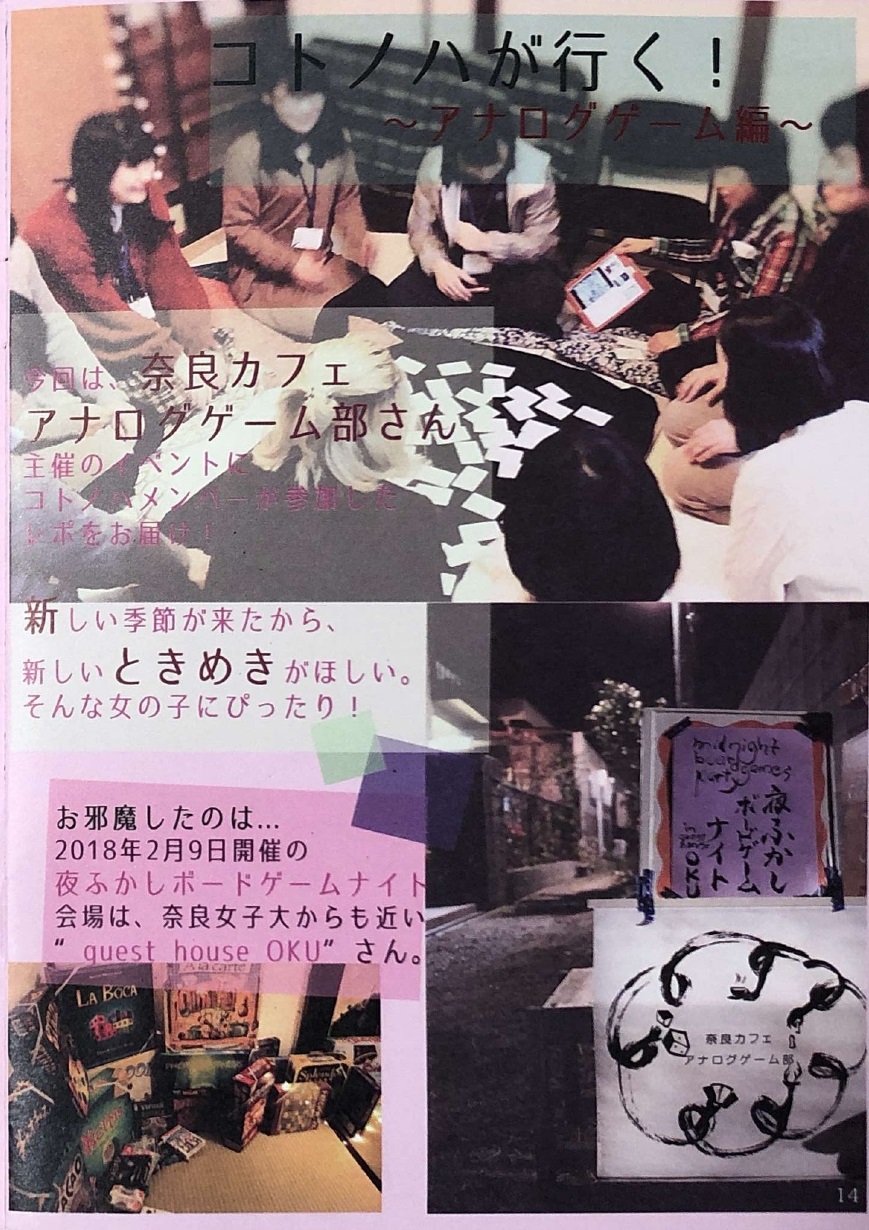 コトノハが行く!
～アナログゲーム編～
今回は、奈良カフェ
アナログゲーム部さん
主催のイベントに
コトノハメンバーが参加した
レポをお届け!
新しい季節が来たから、
新しいときめきがほしい。
そんな女の子にぴったり!
お邪魔したのは…
2018年2月9日開催の
夜ふかしボードゲームナイト
会場は、奈良女子大からも近い
“ guest house OKU” さん。
midnight
boardgames
party
夜ふかし
ボードゲーム
ナイト
OKU
奈良カフェ
アナログゲーム部
A la carte
LA BOCA
Splendor
CACAO
14